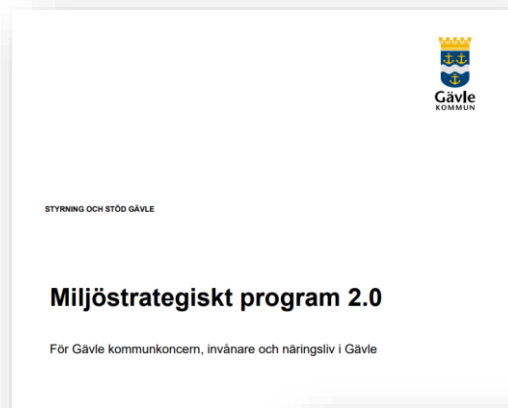 Gävle
KOMMUN
STYRNING OCH STÖD GÄVLE
Miljöstrategiskt program 2.0
För Gävle kommunkoncern, invånare och näringsliv i Gävle